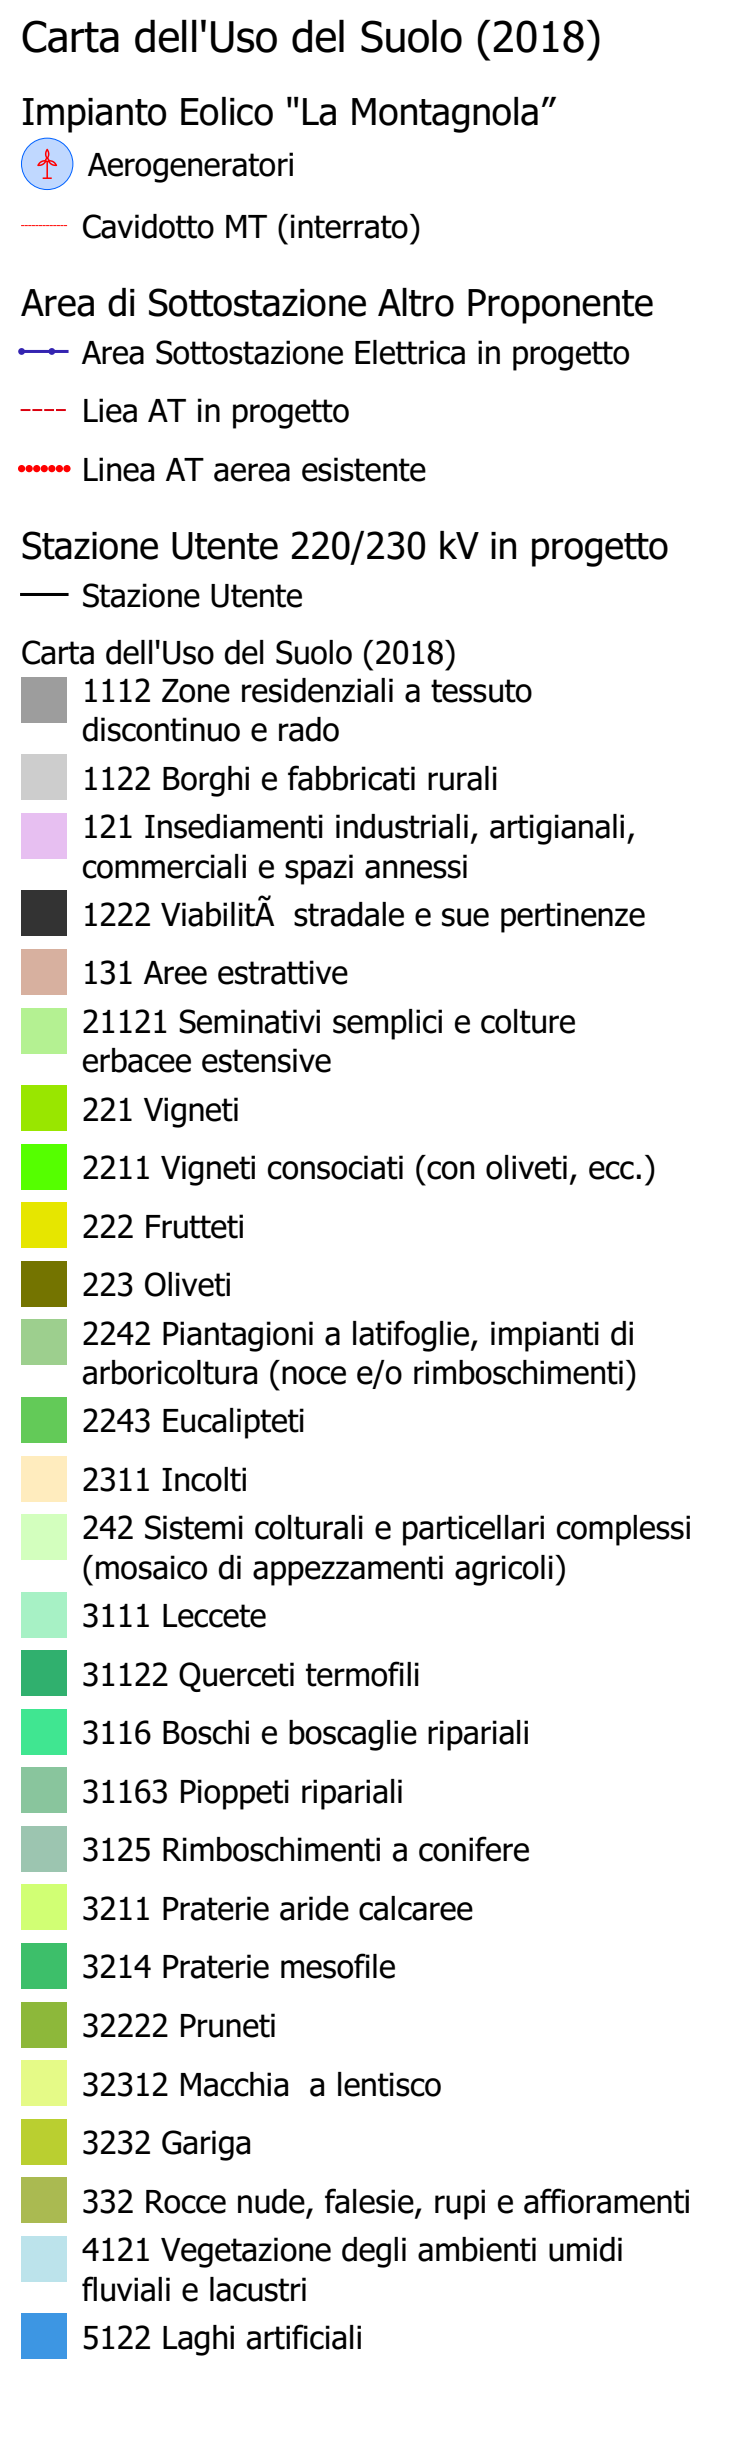 Carta dell'Uso del Suolo (2018)
Impianto Eolico "La Montagnola”
Aerogeneratori
Cavidotto MT (interrato)
Area di Sottostazione Altro Proponente
Area Sottostazione Elettrica in progetto
Liea AT in progetto
Linea AT aerea esistente
Stazione Utente 220/230 kV in progetto
Stazione Utente
Carta dell'Uso del Suolo (2018)
1112 Zone residenziali a tessuto
discontinuo e rado
1122 Borghi e fabbricati rurali
121 Insediamenti industriali, artigianali,
commerciali e spazi annessi
1222 ViabilitÃ  stradale e sue pertinenze
131 Aree estrattive
21121 Seminativi semplici e colture
erbacee estensive
221 Vigneti
2211 Vigneti consociati (con oliveti, ecc.)
222 Frutteti
223 Oliveti
2242 Piantagioni a latifoglie, impianti di
arboricoltura (noce e/o rimboschimenti)
2243 Eucalipteti
2311 Incolti
242 Sistemi colturali e particellari complessi
(mosaico di appezzamenti agricoli)
3111 Leccete
31122 Querceti termofili
3116 Boschi e boscaglie ripariali
31163 Pioppeti ripariali
3125 Rimboschimenti a conifere
3211 Praterie aride calcaree
3214 Praterie mesofile
32222 Pruneti
32312 Macchia  a lentisco
3232 Gariga
332 Rocce nude, falesie, rupi e affioramenti
4121 Vegetazione degli ambienti umidi
fluviali e lacustri
5122 Laghi artificiali